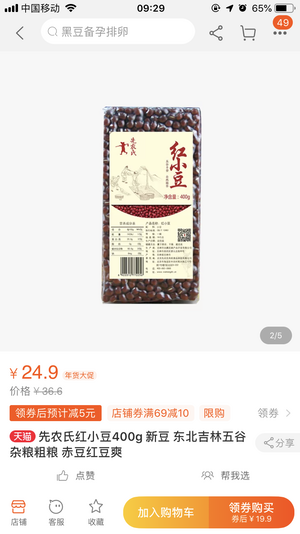 中国移动
09:29
65%
黑豆备孕排卵
49
先农氏
红小豆
净含量：400g
2/5
¥24.9 年货大促
价格 ¥36.6
领券后预计减5元 店铺券满69减10 限购 领券
天猫 先农氏红小豆400g 新豆 东北吉林五谷
杂粮粗粮 赤豆红豆爽
分享
点赞 帮我选
店铺 客服 收藏
加入购物车
领券购买
券后¥19.9